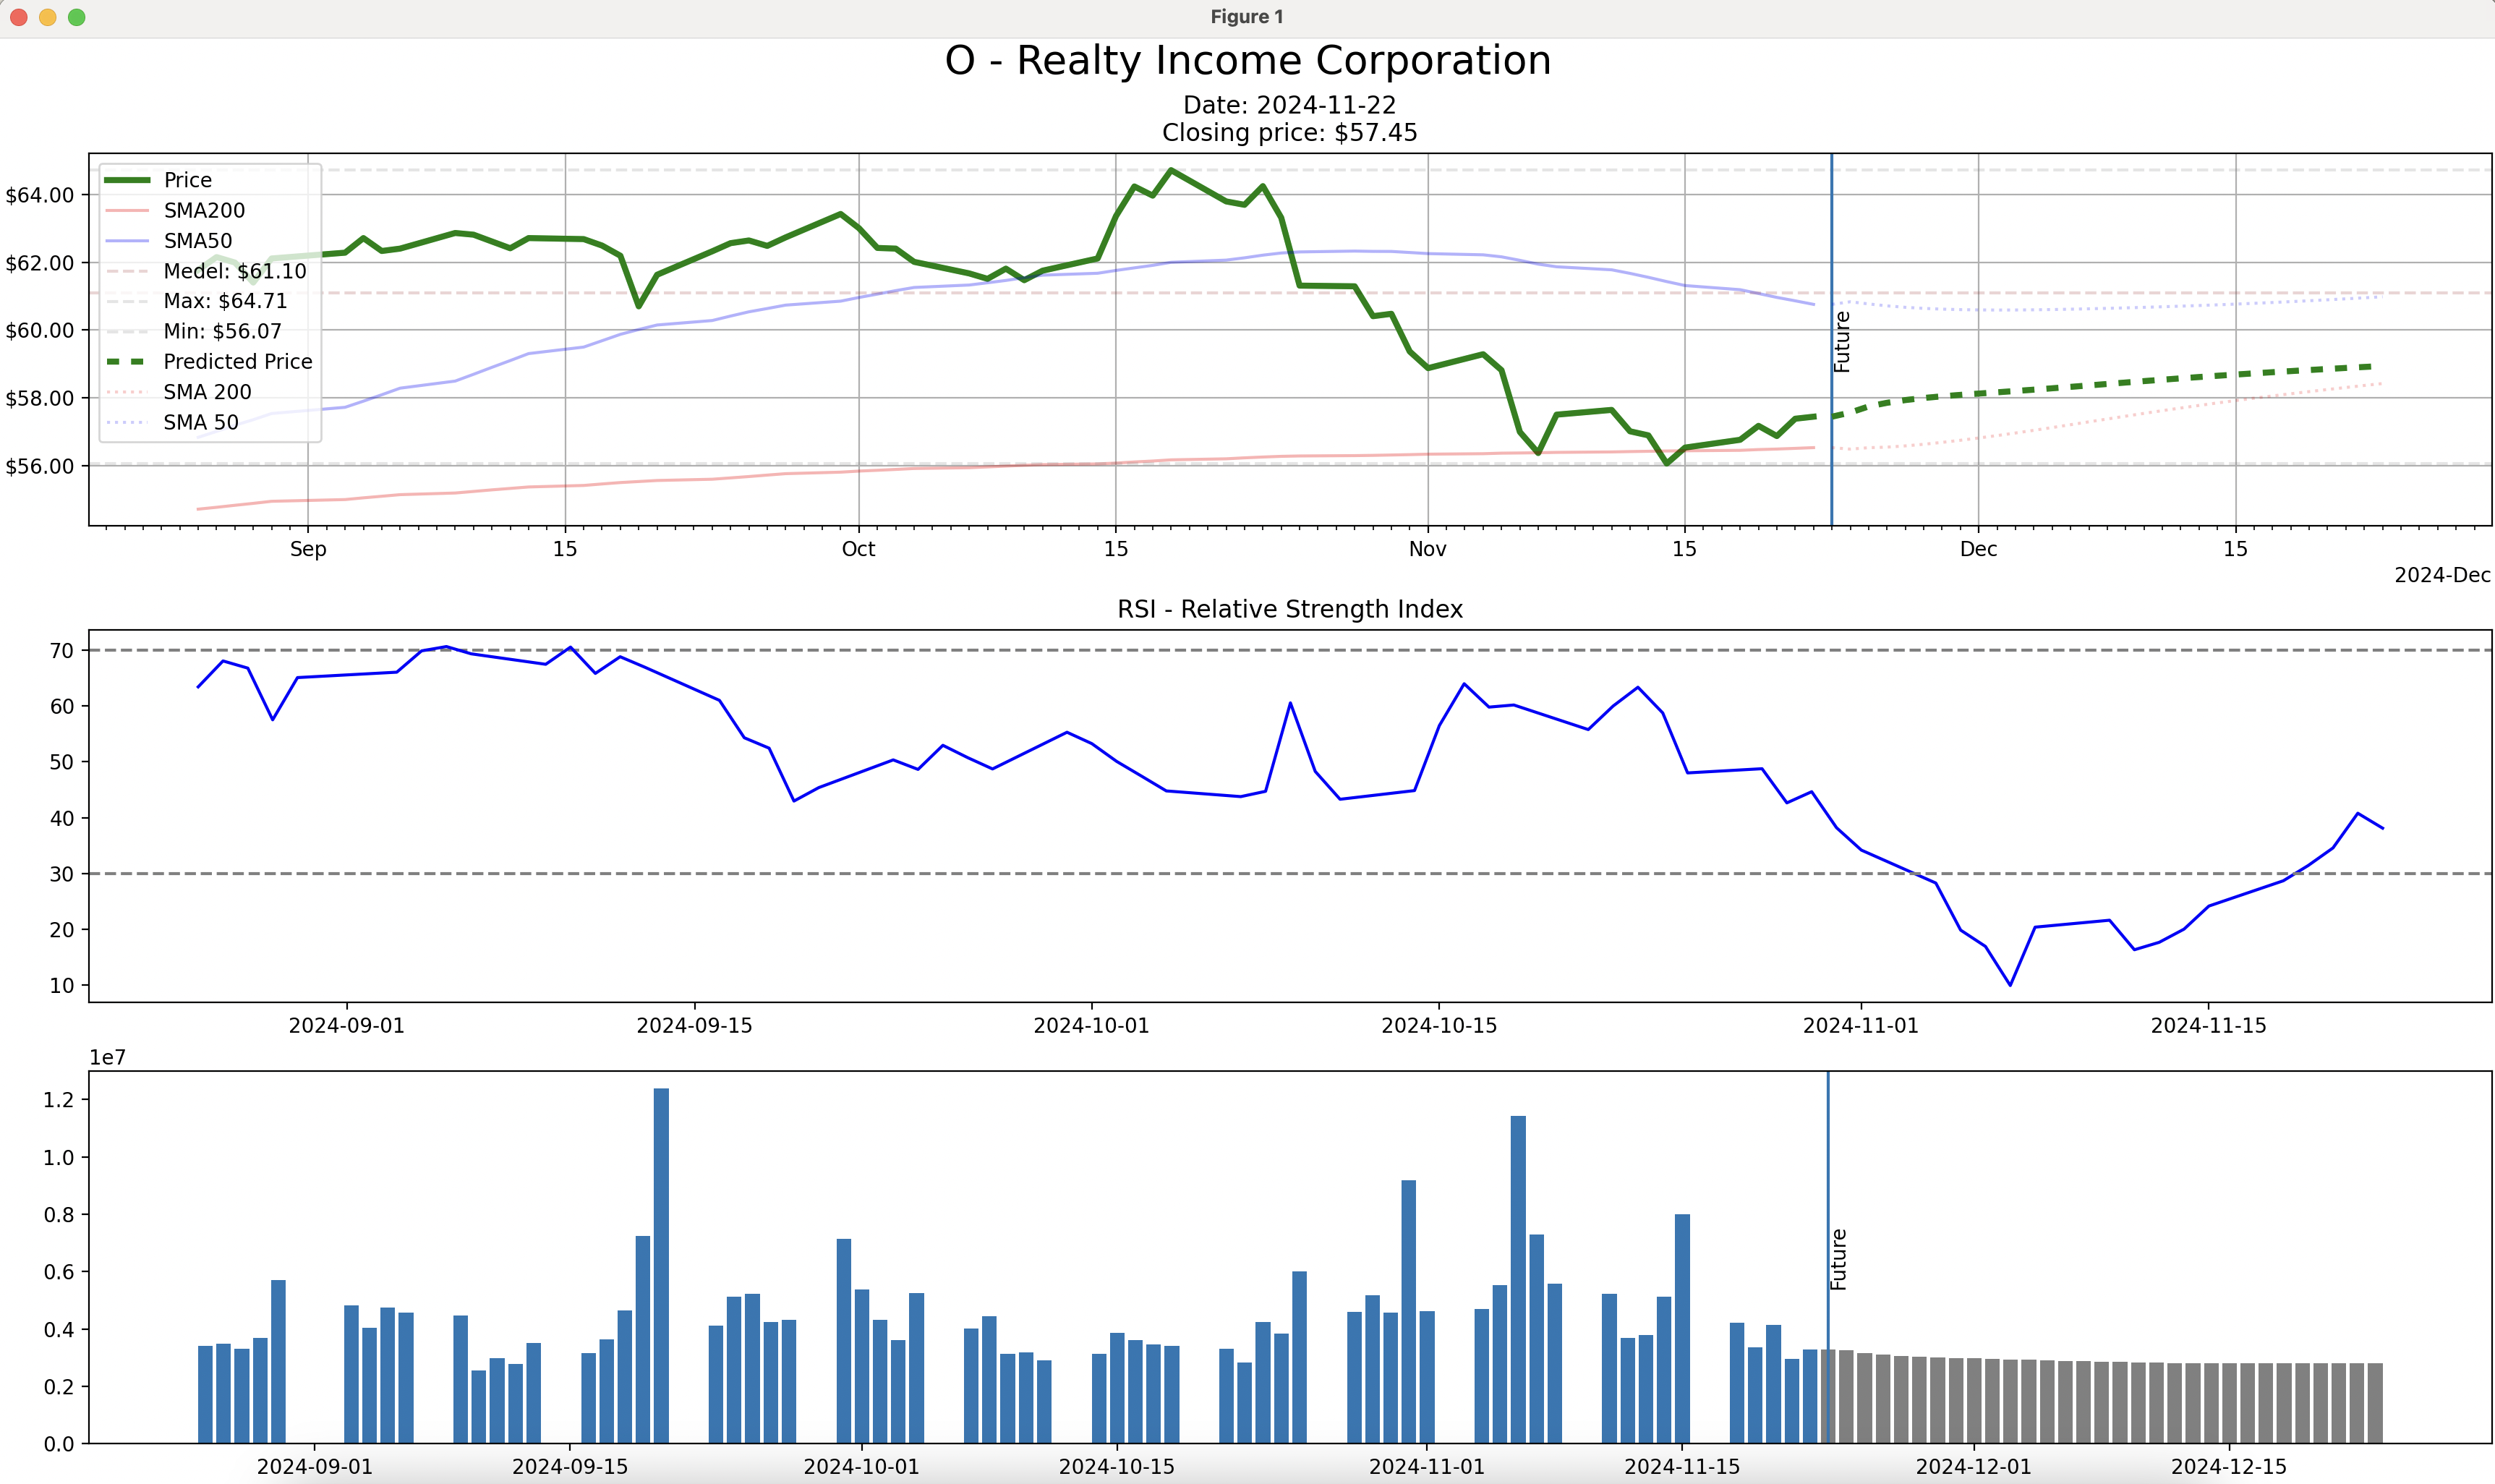 Figure 1
O - Realty Income Corporation
Date: 2024-11-22
Closing price: $57.45
$64.00
$62.00
$60.00
$58.00
$56.00
Price
SMA200
SMA50
Medel: $61.10
Max: $64.71
Min: $56.07
Predicted Price
SMA 200
SMA 50
Future
Sep 15 Oct 15 Nov 15 Dec 15
2024-Dec
RSI - Relative Strength Index
70
60
50
40
30
20
10
2024-09-01 2024-09-15 2024-10-01 2024-10-15 2024-11-01 2024-11-15
1e7
1.2
1.0
0.8
0.6
0.4
0.2
0.0
Future
2024-09-01 2024-09-15 2024-10-01 2024-10-15 2024-11-01 2024-11-15 2024-12-01 2024-12-15